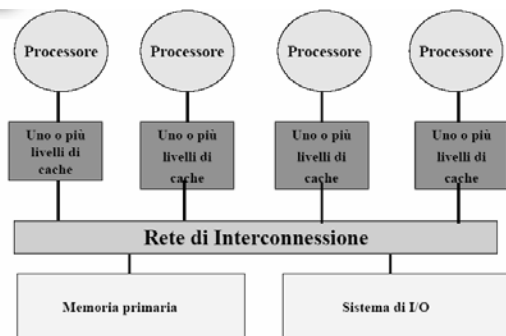 Processore
Processore
Processore
Processore
Uno o più
livelli di
cache
Uno o più
livelli di
cache
Uno o più
livelli di
cache
Uno o più
livelli di
cache
Rete di Interconnessione
Memoria primaria
Sistema di I/O